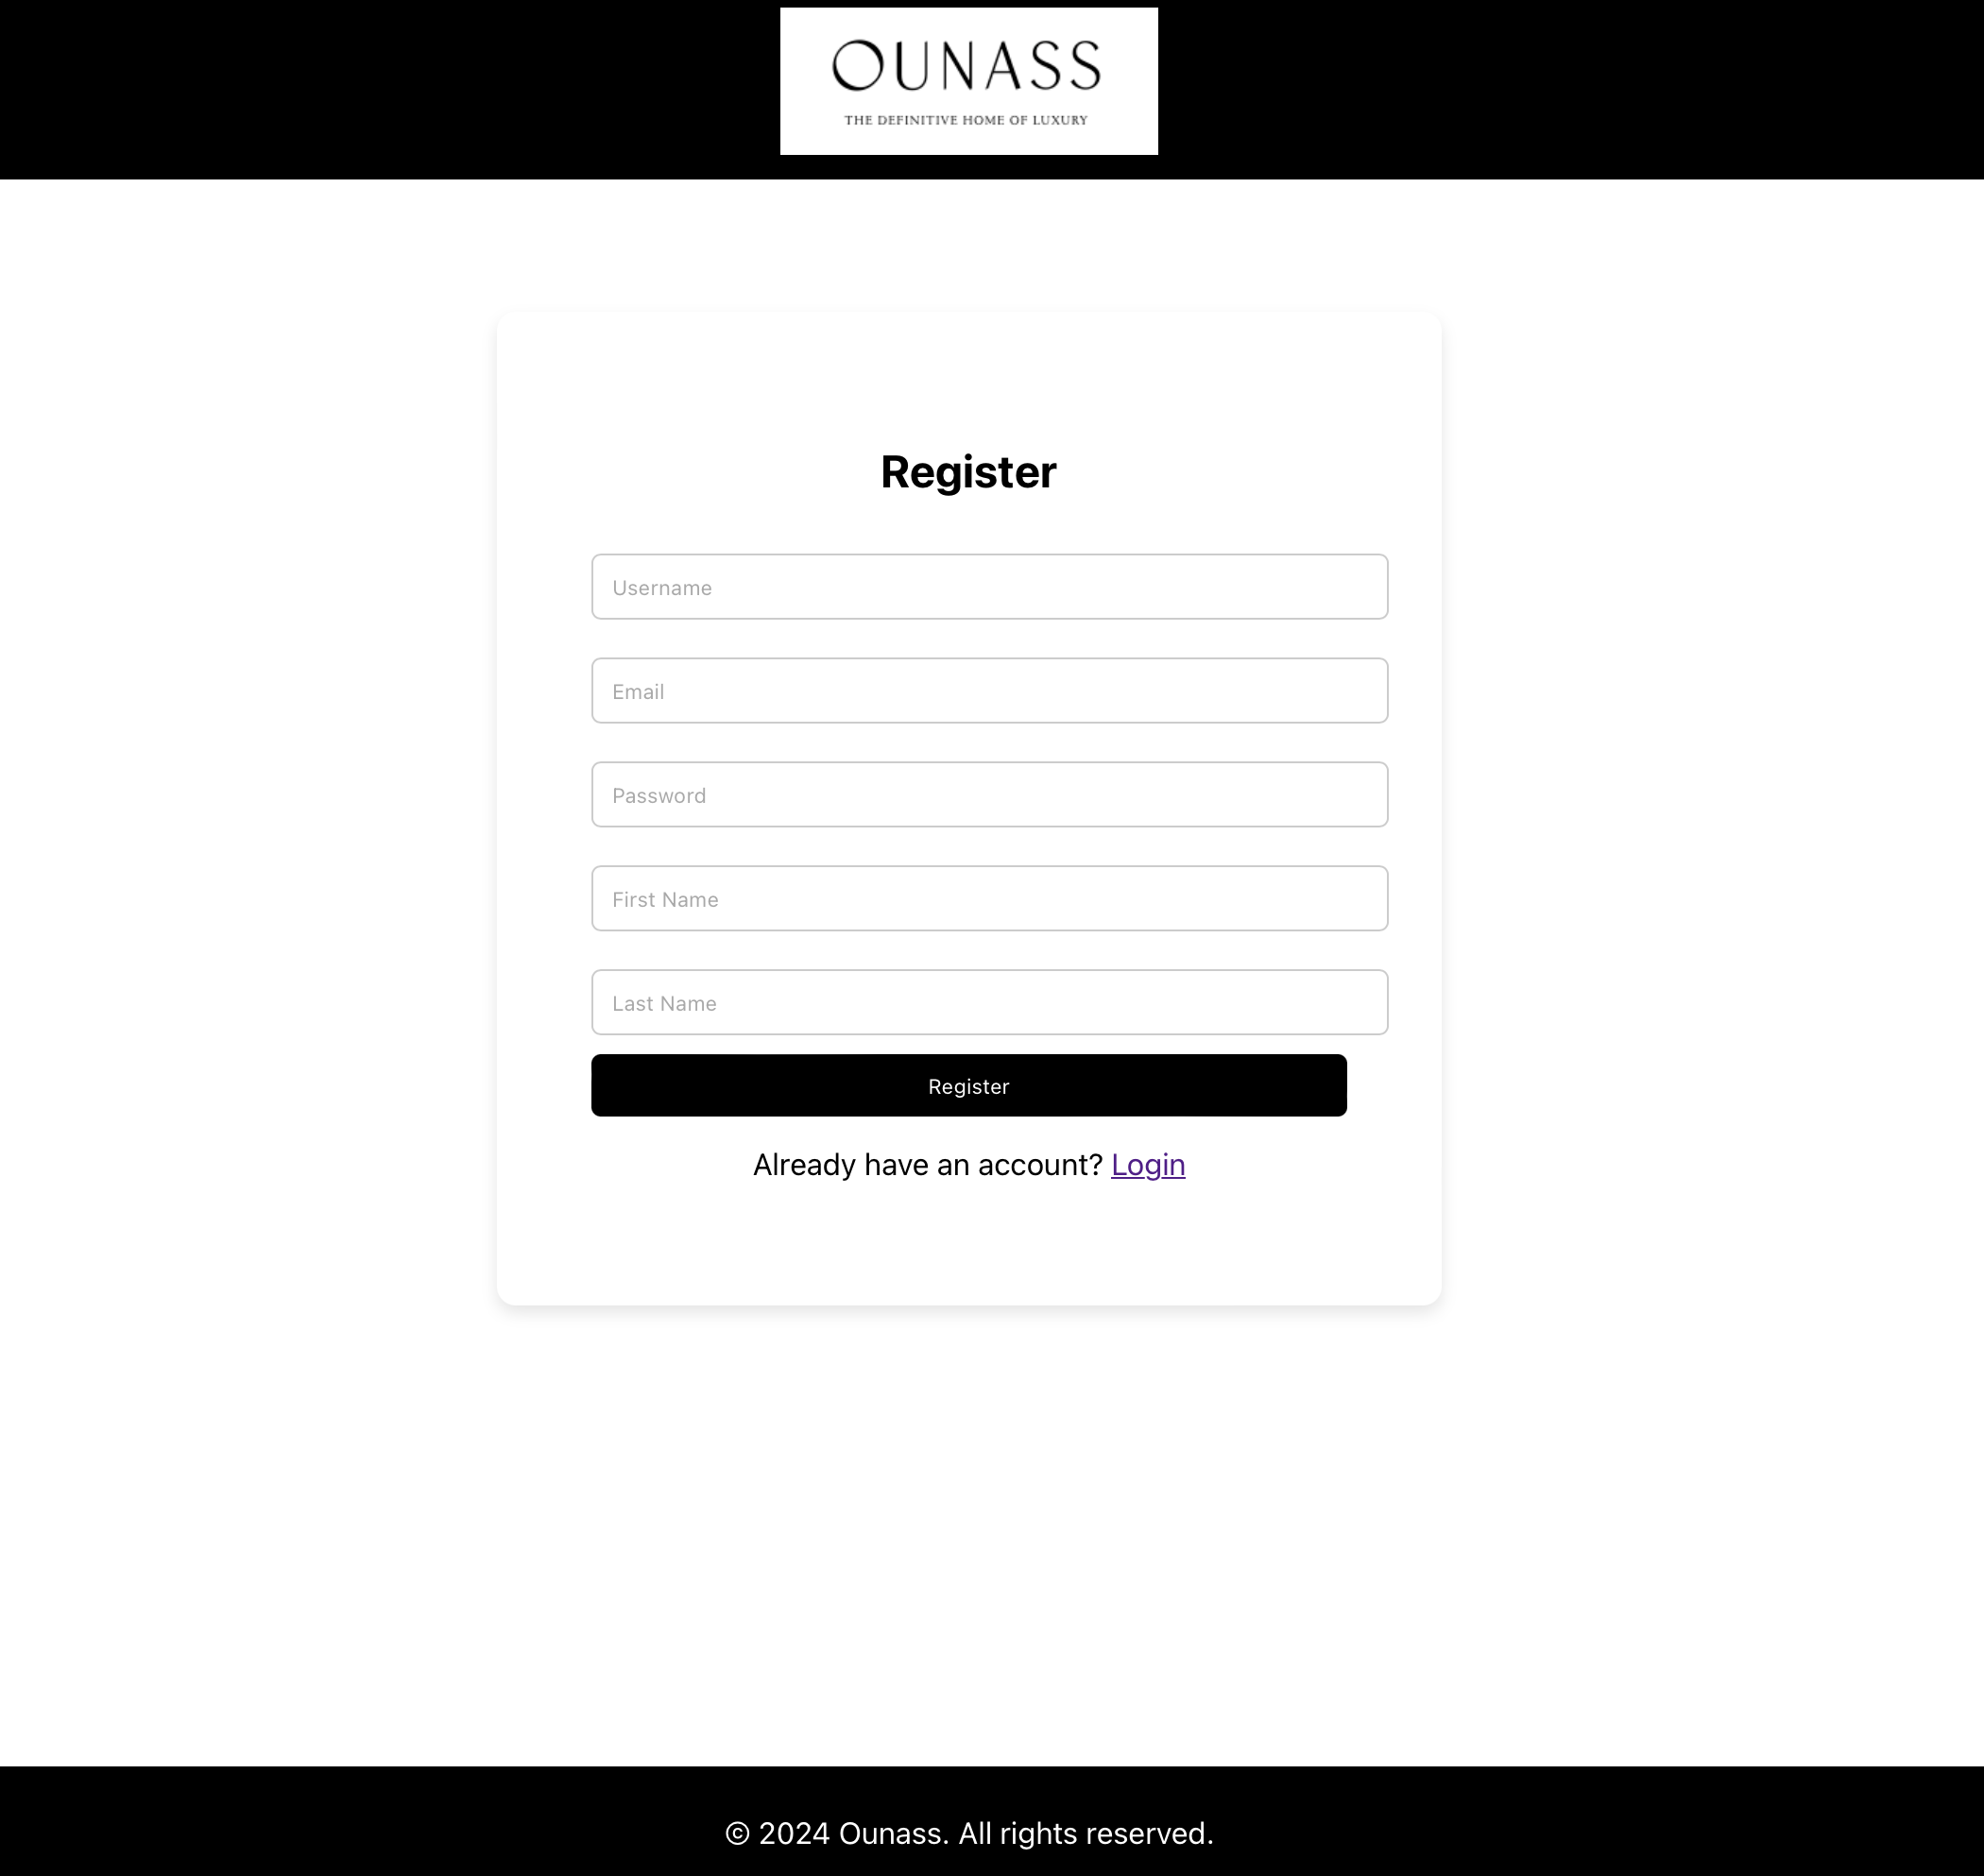 OUNASS
THE DEFINITIVE HOME OF LUXURY
Register
Username
Email
Password
First Name
Last Name
Register
Already have an account? Login
© 2024 Ounass. All rights reserved.